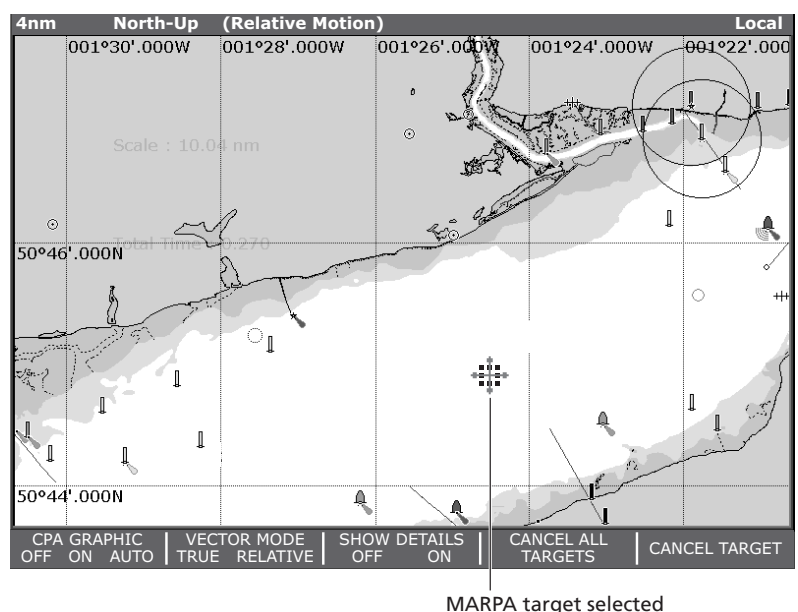 4nm North-Up (Relative Motion) Local
001°30'.000W 001°28'.000W 001°26'.000W 001°24'.000W 001°22'.000
Scale : 10.04 nm
Total Time : 0.270
50°46'.000N
50°44'.000N
CPA GRAPHIC VECTOR MODE SHOW DETAILS CANCEL ALL CANCEL TARGET
OFF ON AUTO TRUE RELATIVE OFF ON TARGETS
MARPA target selected